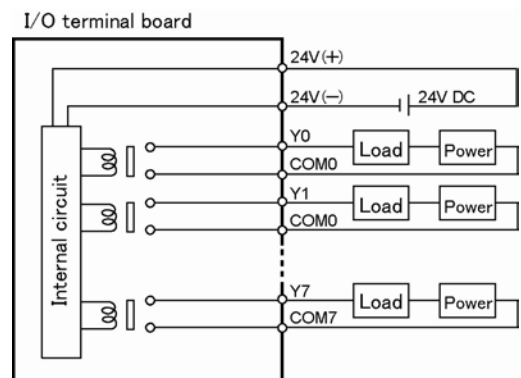 I/O terminal board
24V(+)
24V(−) 24V DC
Internal circuit
Y0 Load Power
COM0
Y1 Load Power
COM0
Y7 Load Power
COM7